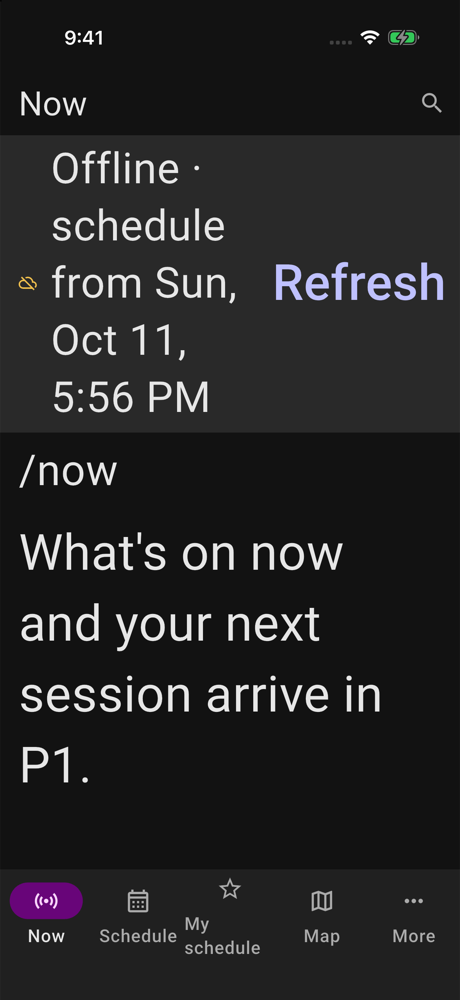 9:41
Now
Offline ·
schedule
from Sun,
Oct 11,
5:56 PM
Refresh
/now
What's on now
and your next
session arrive in
P1.
Now
Schedule
My
schedule
Map
More